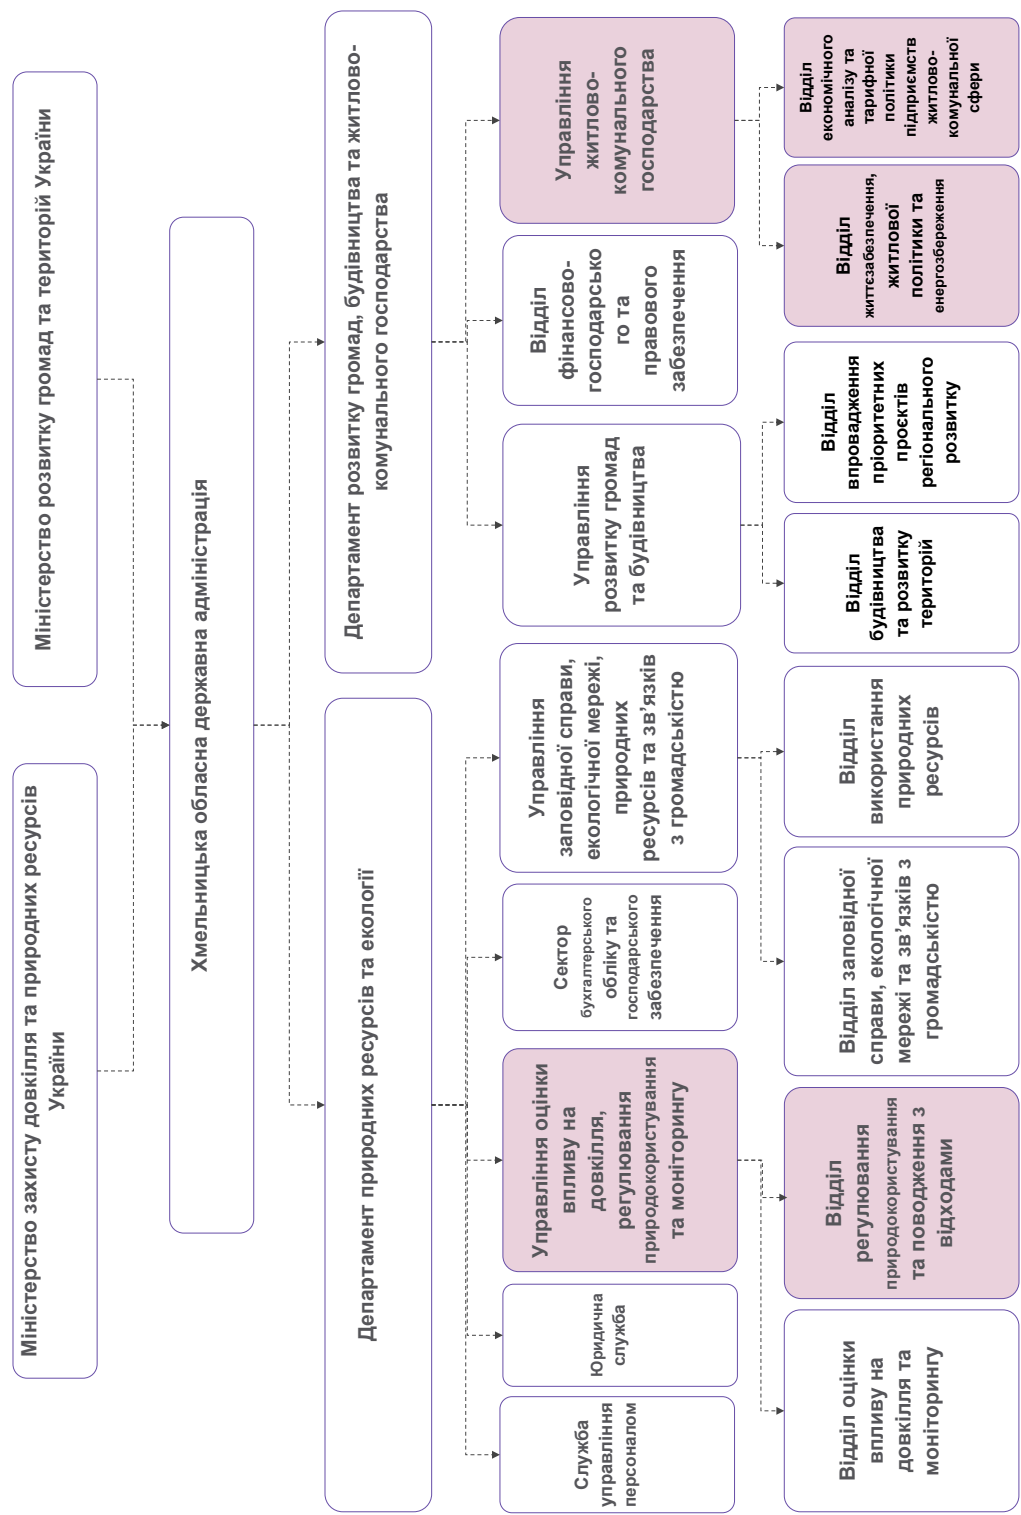 Міністерство захисту довкілля та природних ресурсів
України
Міністерство розвитку громад та територій України
Хмельницька обласна державна адміністрація
Департамент природних ресурсів та екології
Департамент розвитку громад, будівництва та житлово-
комунального господарства
Служба
управління
персоналом
Юридична
служба
Управління оцінки
впливу на
довкілля,
регулювання
природокористування
та моніторингу
Сектор
бухгалтерського
обліку та
господарського
забезпечення
Управління
заповідної справи,
екологічної мережі,
природних
ресурсів та зв’язків
з громадськістю
Управління
розвитку громад
та будівництва
Відділ
фінансово-
господарсько
го та
правового
забезпечення
Управління
житлово-
комунального
господарства
Відділ оцінки
впливу на
довкілля та
моніторингу
Відділ
регулювання
природокористування
та поводження з
відходами
Відділ заповідної
справи, екологічної
мережі та зв’язків з
громадськістю
Відділ
використання
природних
ресурсів
Відділ
будівництва
та розвитку
територій
Відділ
впровадження
пріоритетних
проєктів
регіонального
розвитку
Відділ
життєзабезпечення,
житлової
політики та
енергозбереження
Відділ
економічного
аналізу та
тарифної
політики
підприємств
житлово-
комунальної
сфери